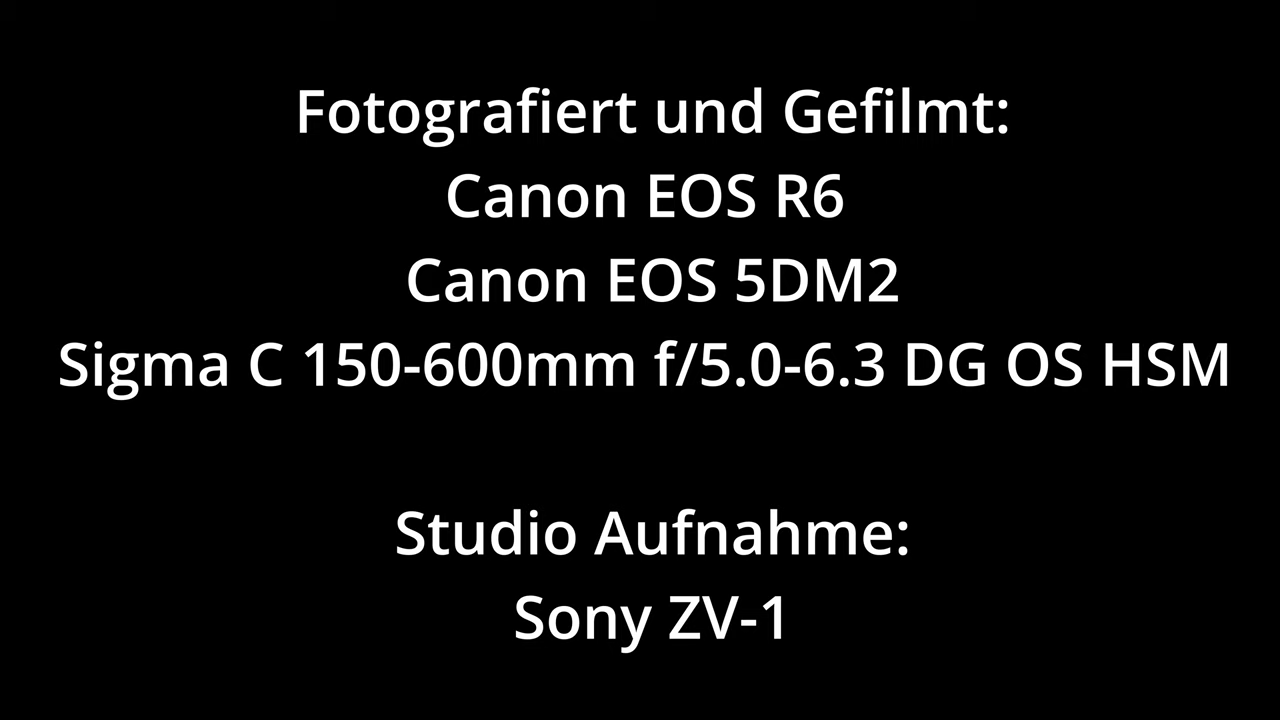 Fotografiert und Gefilmt:
Canon EOS R6
Canon EOS 5DM2
Sigma C 150-600mm f/5.0-6.3 DG OS HSM
Studio Aufnahme:
Sony ZV-1